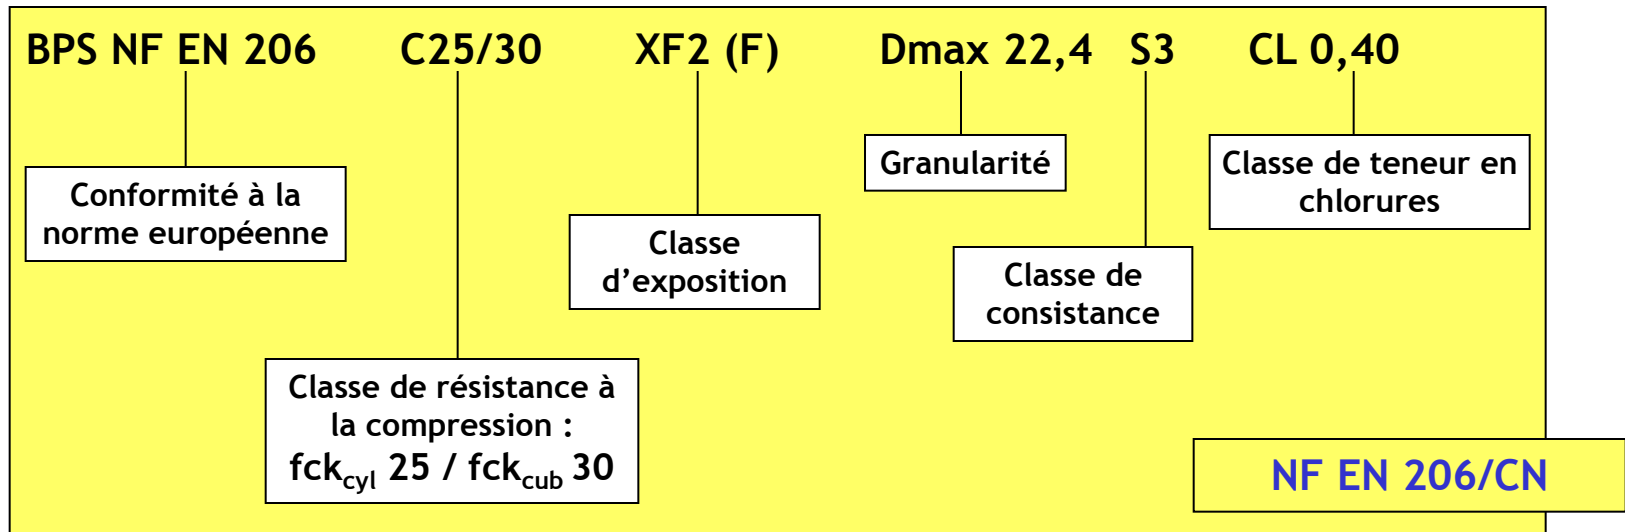 BPS NF EN 206 C25/30 XF2 (F) Dmax 22,4 S3 CL 0,40
Conformité à la
norme européenne
Classe de résistance à
la compression :
fck_cyl 25 / fck_cub 30
Classe
d’exposition
Granularité
Classe de
consistance
Classe de teneur en
chlorures
NF EN 206/CN